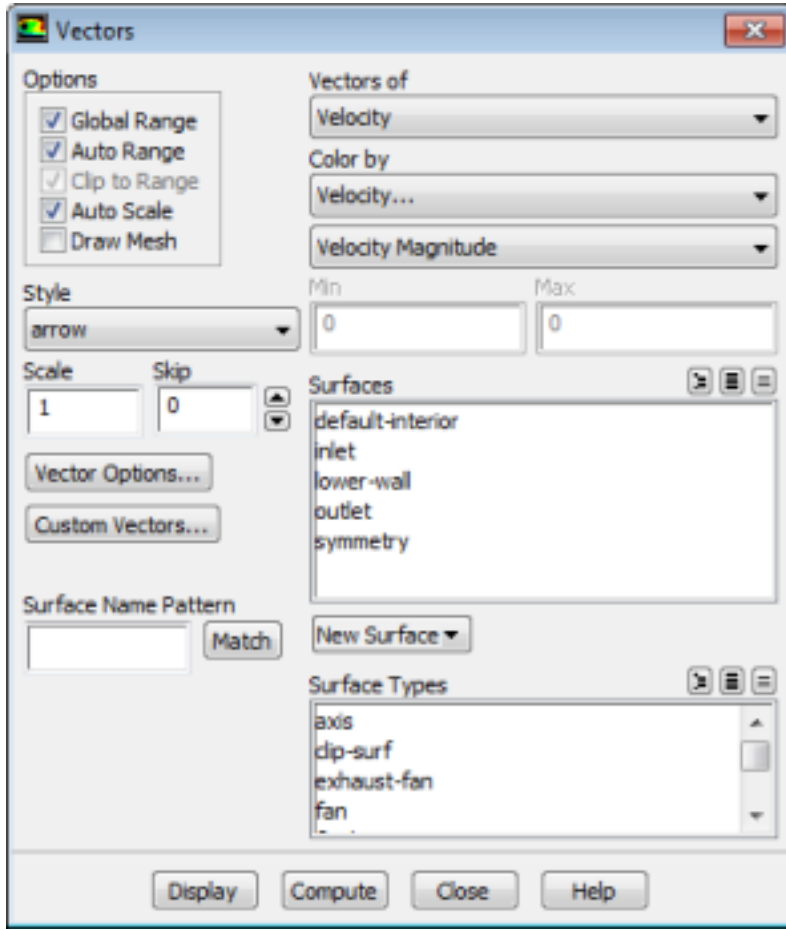 Vectors
Options
Global Range
Auto Range
Clip to Range
Auto Scale
Draw Mesh
Style
arrow
Scale Skip
1 0
Vector Options...
Custom Vectors...
Surface Name Pattern
Match
Vectors of
Velocity
Color by
Velocity...
Velocity Magnitude
Min Max
0 0
Surfaces
default-interior
inlet
lower-wall
outlet
symmetry
New Surface
Surface Types
axis
clip-surf
exhaust-fan
fan
Display Compute Close Help